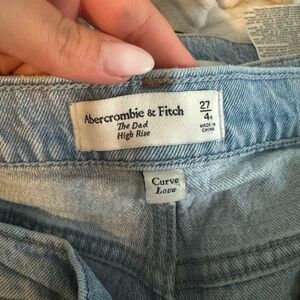 Abercrombie & Fitch
The Dad
High Rise
27
4R
MADE IN
CHINA
Curve
Love